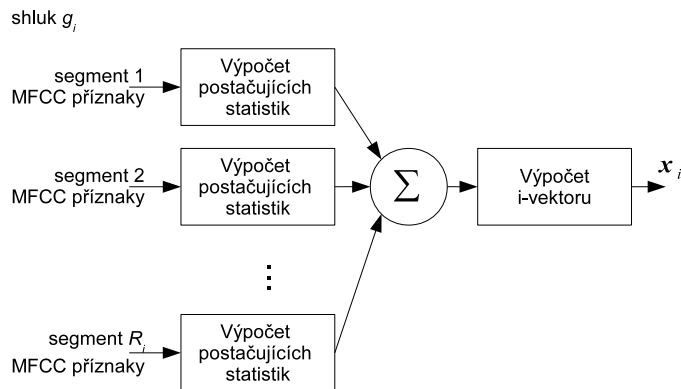 shluk g_i
segment 1
MFCC příznaky
Výpočet
postačujících
statistik
segment 2
MFCC příznaky
Výpočet
postačujících
statistik
∑
Výpočet
i-vektoru
x_i
⋮
segment R_i
MFCC příznaky
Výpočet
postačujících
statistik